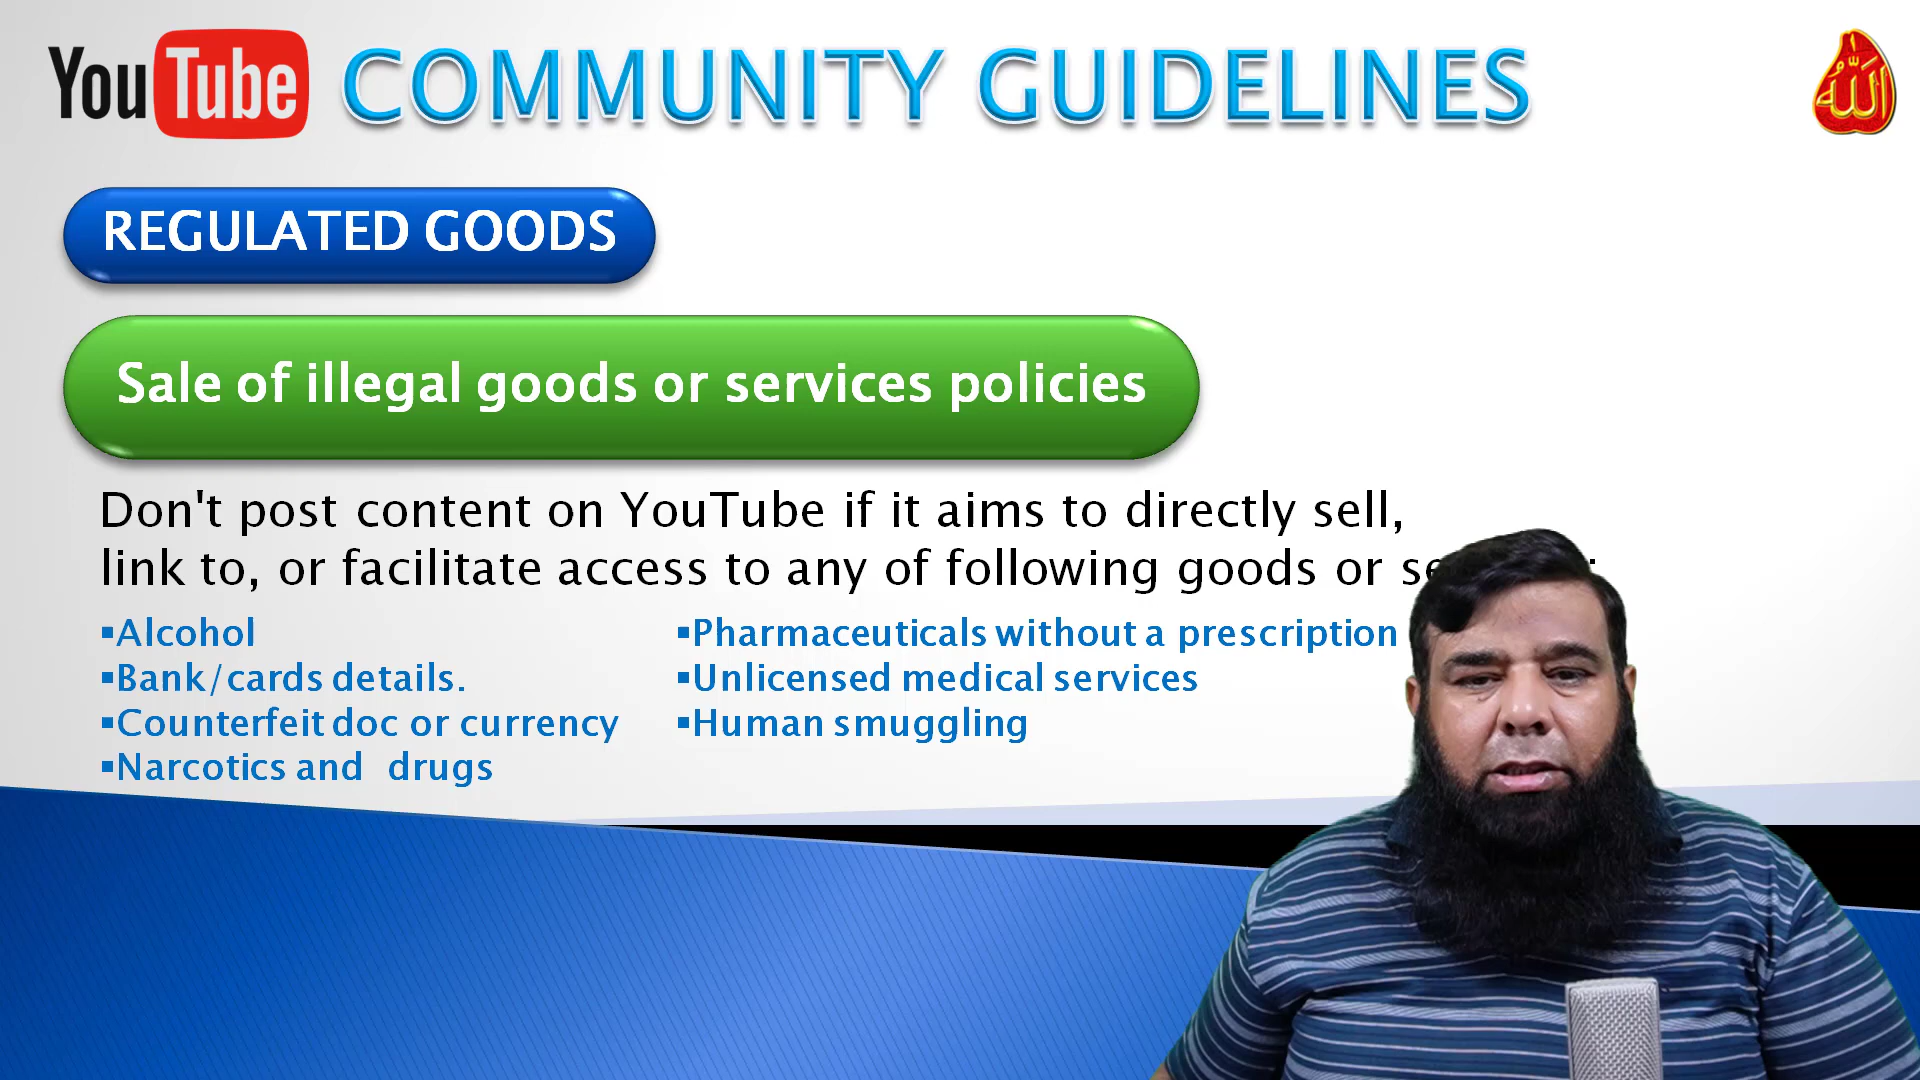 YouTube COMMUNITY GUIDELINES
الله
REGULATED GOODS
Sale of illegal goods or services policies
Don't post content on YouTube if it aims to directly sell,
link to, or facilitate access to any of following goods or
▪Alcohol
▪Bank/cards details.
▪Counterfeit doc or currency
▪Narcotics and drugs
▪Pharmaceuticals without a prescription
▪Unlicensed medical services
▪Human smuggling